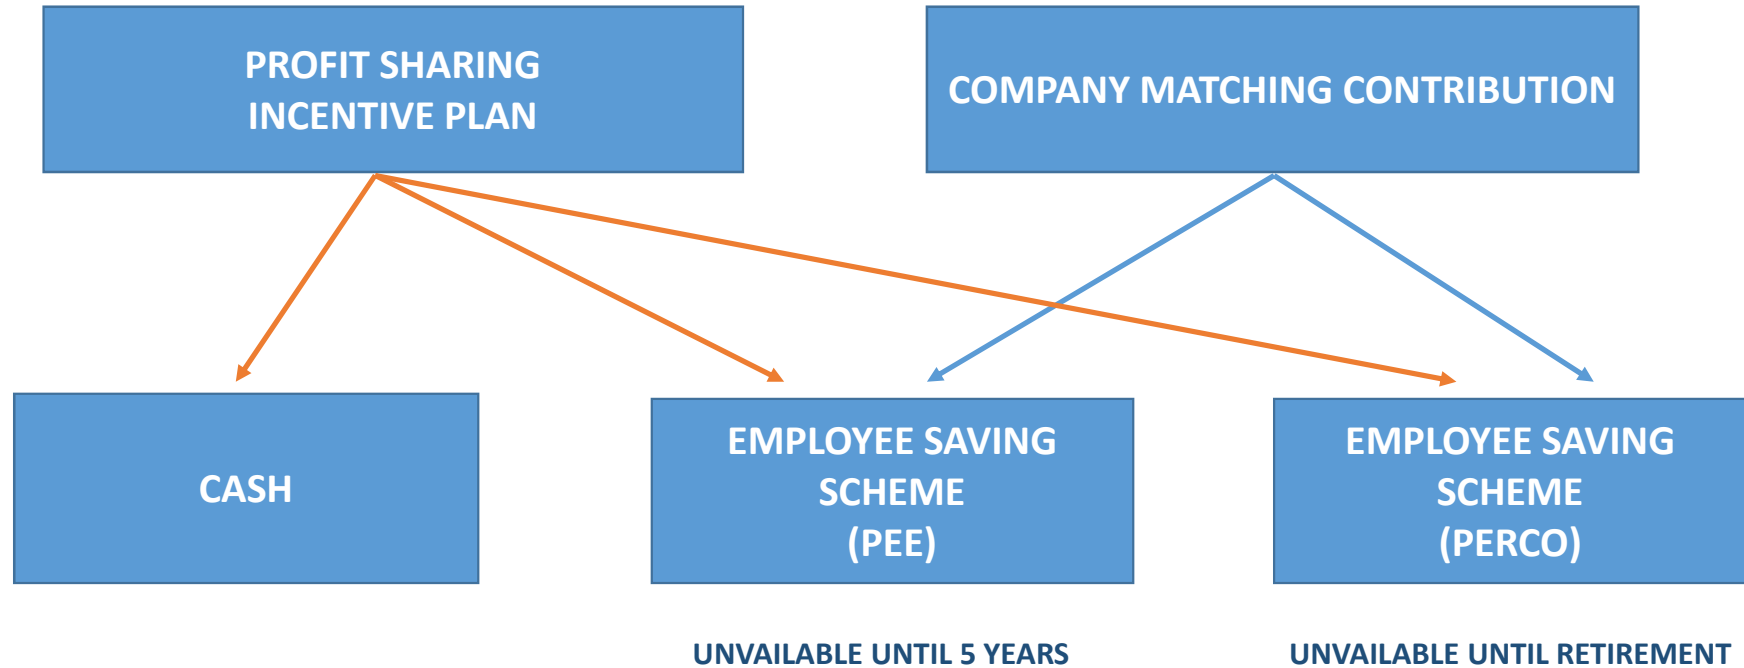 PROFIT SHARING
INCENTIVE PLAN
COMPANY MATCHING CONTRIBUTION
CASH
EMPLOYEE SAVING
SCHEME
(PEE)
EMPLOYEE SAVING
SCHEME
(PERCO)
UNVAILABLE UNTIL 5 YEARS
UNVAILABLE UNTIL RETIREMENT